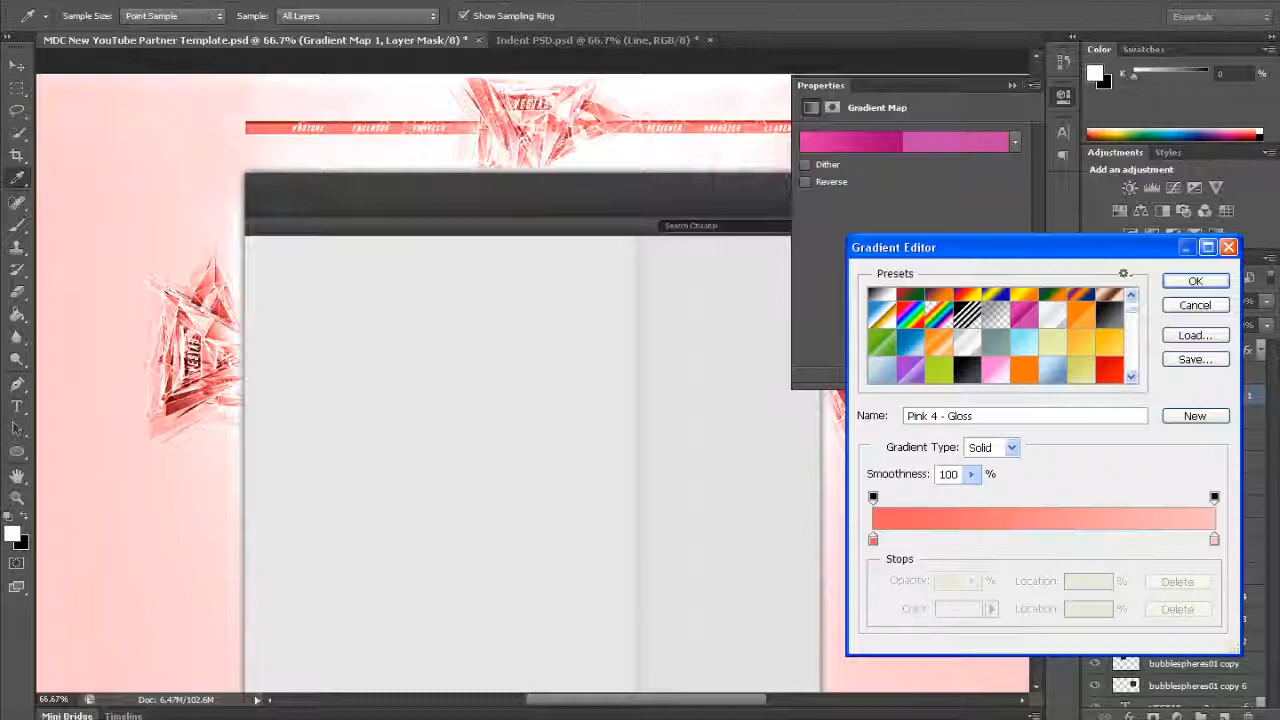 Sample Size: Point Sample Sample: All Layers Show Sampling Ring Essentials
MDC New YouTube Partner Template.psd @ 66.7% (Gradient Map 1, Layer Mask/8) * × Indent PSD.psd @ 66.7% (Line, RGB/8) * ×
Color Swatches
K 0 %
Properties
Gradient Map
YOUTUBE FACEBOOK TWITCH DESIGNER
Dither
Reverse
Adjustments Styles
Add an adjustment
Search Channel
Gradient Editor
Presets
OK
Cancel
Load...
Save...
Name: Pink 4 - Gloss New
Gradient Type: Solid
Smoothness: 100 %
Stops
Opacity: % Location: % Delete
Color: Location: % Delete
bubblespheres01 copy
bubblespheres01 copy 6
66.67% Doc: 6.47M/102.6M
Mini Bridge Timeline